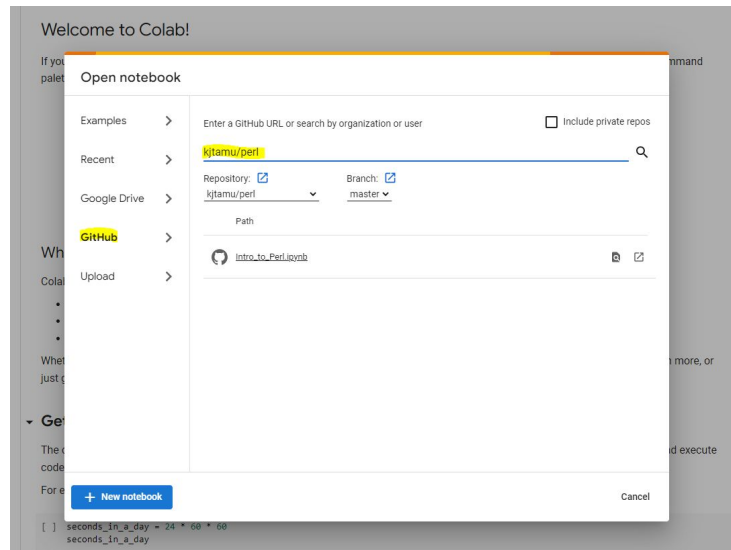 Welcome to Colab!
If you
mmand
palet
Open notebook
Examples
Recent
Google Drive
GitHub
Upload
Enter a GitHub URL or search by organization or user
Include private repos
kjtamu/perl
Repository:
Branch:
kjtamu/perl
master
Path
Intro_to_Perl.ipynb
Wh
Colal
Whet
n more, or
just g
Get
The c
nd execute
code
For e
+ New notebook
Cancel
[ ] seconds_in_a_day = 24 * 60 * 60
seconds_in_a_day